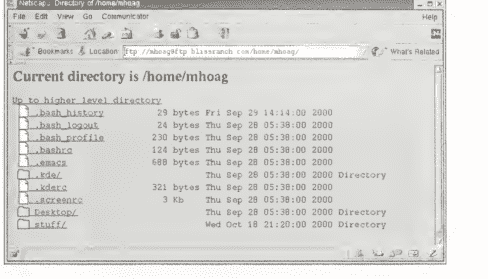 Netscape: Directory of /home/mhoag
File Edit View Go Communicator Help
Bookmarks Location: ftp://mhoag@ftp.blissranch.com/home/mhoag/ What's Related
Current directory is /home/mhoag
Up to higher level directory
.bash_history 29 bytes Fri Sep 29 14:14:00 2000
.bash_logout 24 bytes Thu Sep 28 05:38:00 2000
.bash_profile 230 bytes Thu Sep 28 05:38:00 2000
.bashrc 124 bytes Thu Sep 28 05:38:00 2000
.emacs 688 bytes Thu Sep 28 05:38:00 2000
.kde/ Thu Sep 28 05:38:00 2000 Directory
.kderc 321 bytes Thu Sep 28 05:38:00 2000
.screenrc 3 Kb Thu Sep 28 05:38:00 2000
Desktop/ Thu Sep 28 05:38:00 2000 Directory
stuff/ Wed Oct 18 21:20:00 2000 Directory